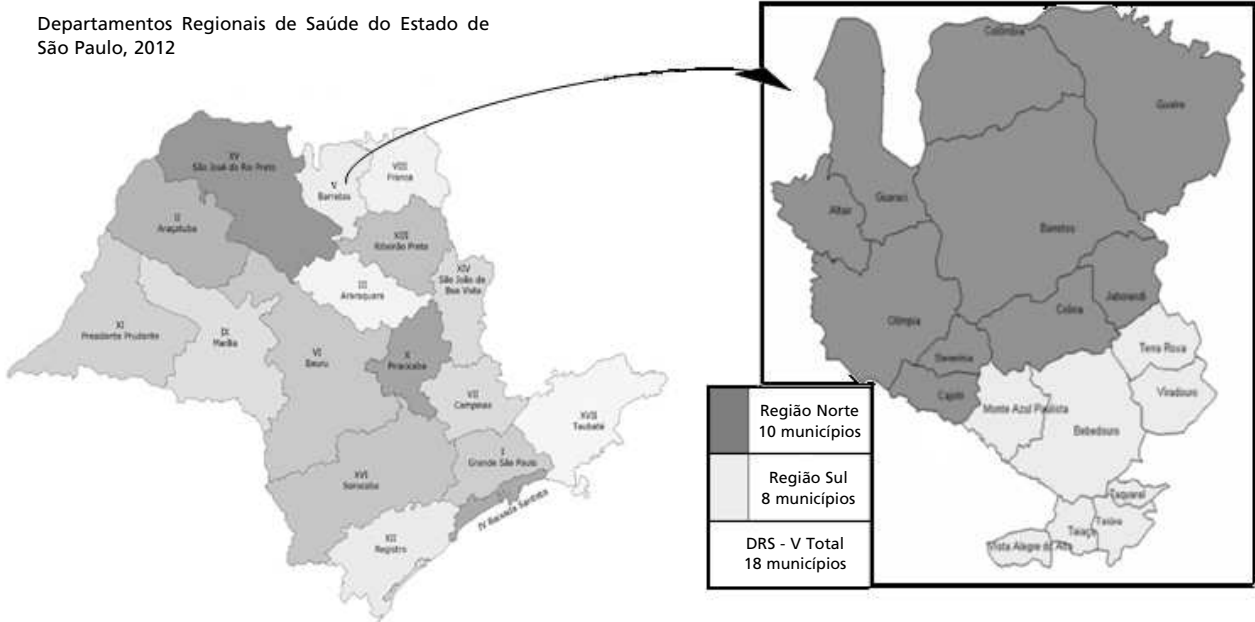 Departamentos Regionais de Saúde do Estado de
São Paulo, 2012
XV
São José do Rio Preto
V
Barretos
VIII
Franca
II
Araçatuba
XIII
Ribeirão Preto
XIV
São João da
Boa Vista
III
Araraquara
XI
Presidente Prudente
IX
Marília
VI
Bauru
X
Piracicaba
VII
Campinas
XVII
Taubaté
I
Grande São Paulo
XVI
Sorocaba
IV Baixada Santista
XII
Registro
Colômbia
Guaíra
Altair
Guaraci
Barretos
Jaborandi
Colina
Olímpia
Severínia
Cajobi
Terra Roxa
Viradouro
Monte Azul Paulista
Bebedouro
Taquaral
Taiúva
Taiaçu
Vista Alegre do Alto
Região Norte
10 municípios
Região Sul
8 municípios
DRS - V Total
18 municípios